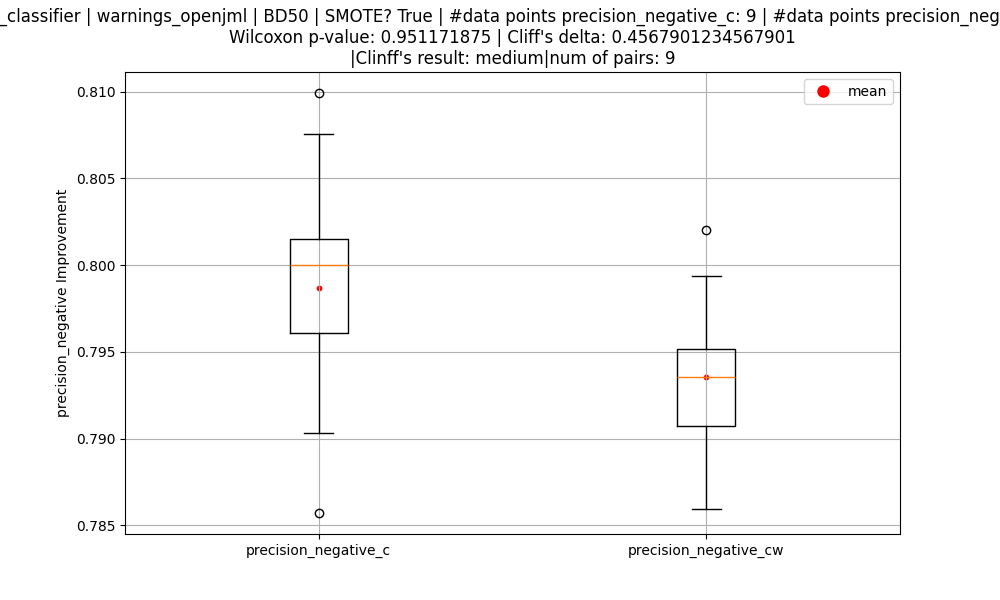 _classifier | warnings_openjml | BD50 | SMOTE? True | #data points precision_negative_c: 9 | #data points precision_neg
Wilcoxon p-value: 0.951171875 | Cliff's delta: 0.4567901234567901
|Clinff's result: medium|num of pairs: 9
mean
0.810
0.805
0.800
0.795
0.790
0.785
precision_negative Improvement
precision_negative_c
precision_negative_cw